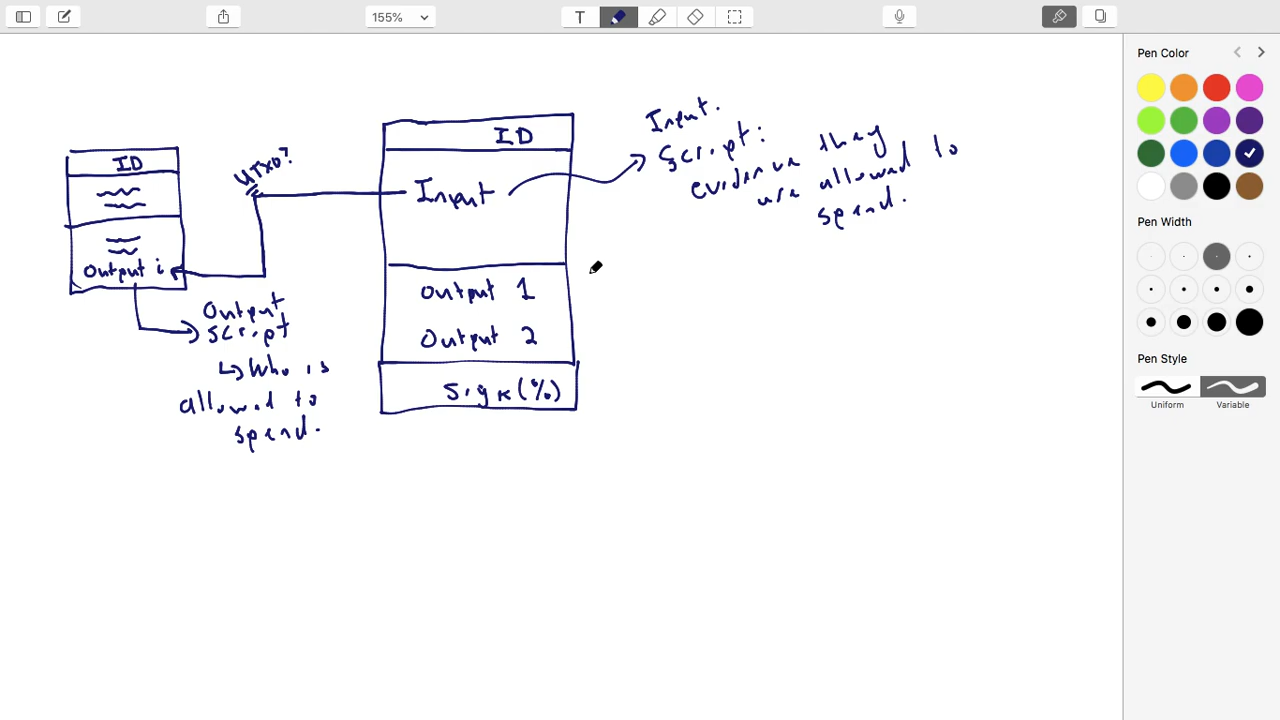 155%
T
Pen Color
Pen Width
Pen Style
Uniform
Variable
ID
Output i
UTXO?
Output
script
↳ Who is
allowed to
spend.
ID
Input
Output 1
Output 2
Sigk(%)
Input.
Script:
evidence they
are allowed to
spend.